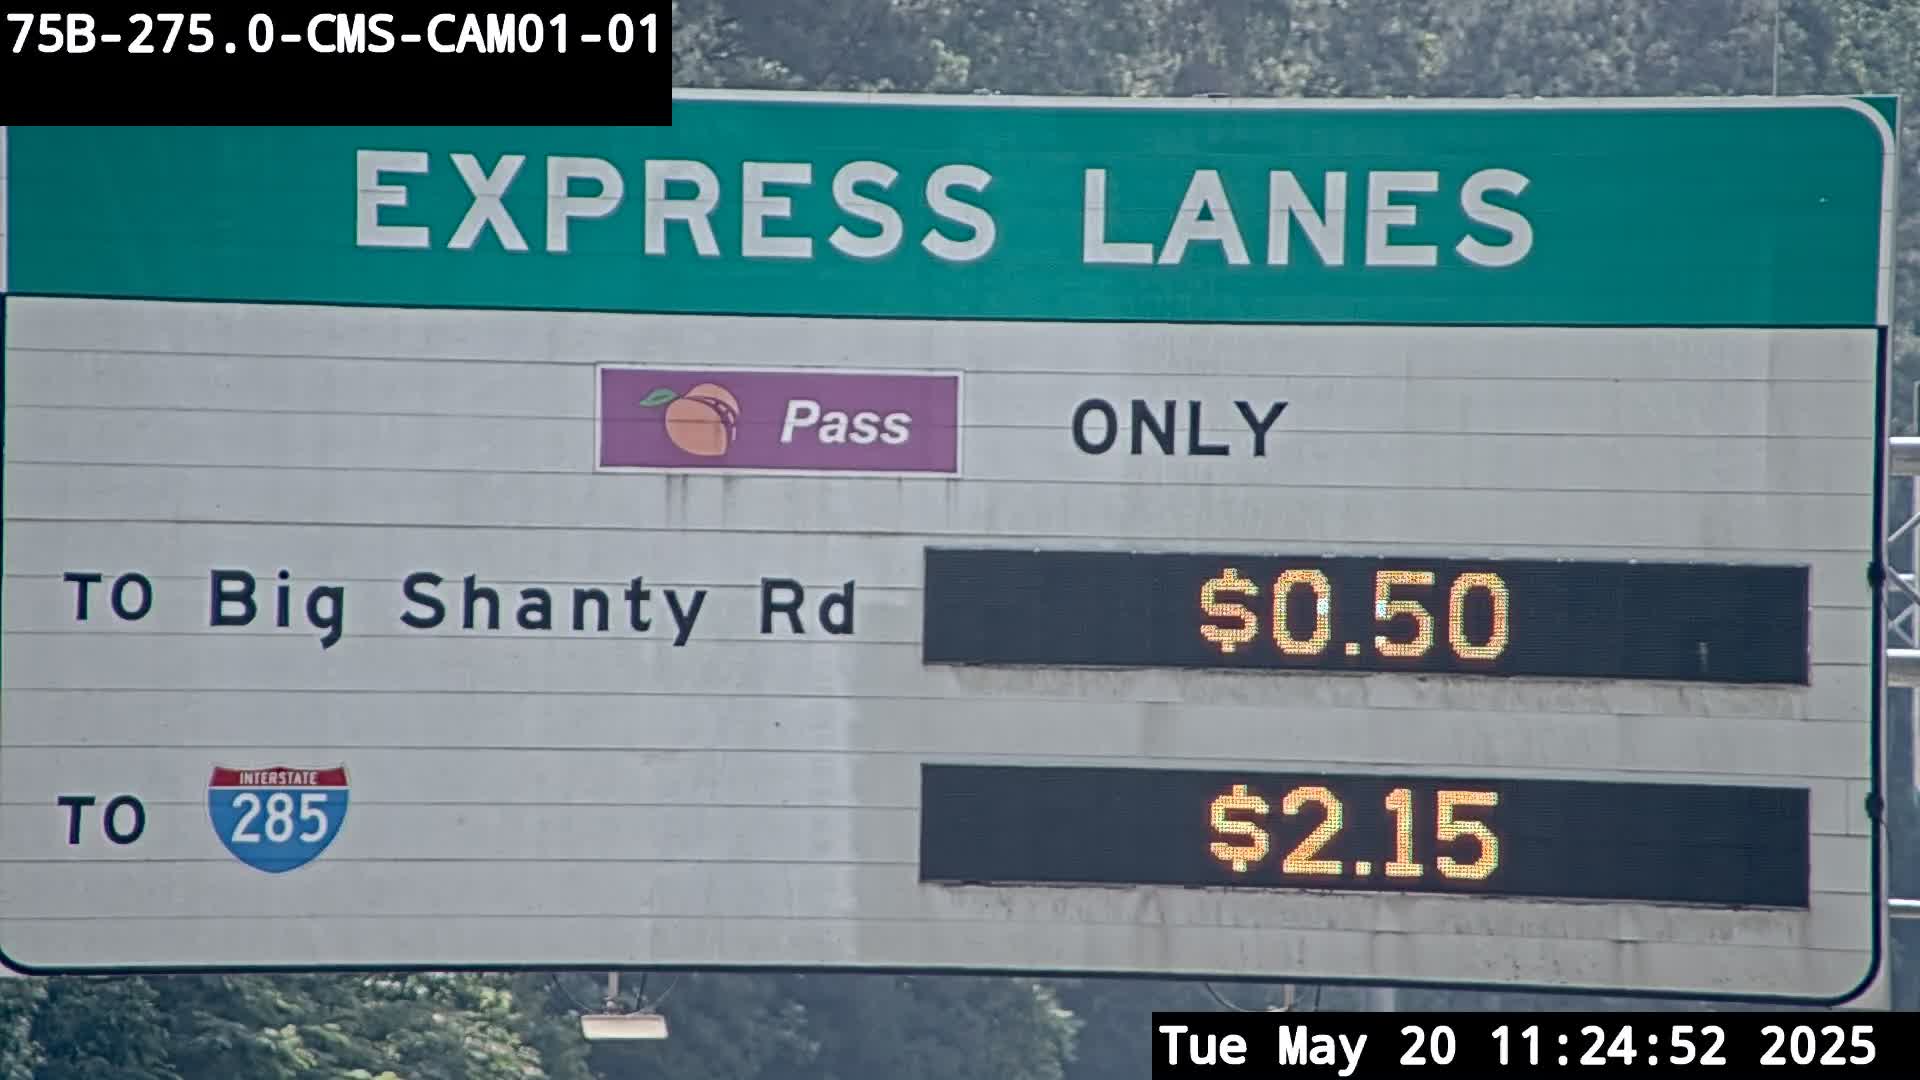 75B-275.0-CMS-CAM01-01
EXPRESS LANES
Pass ONLY
TO Big Shanty Rd $0.50
INTERSTATE
TO 285 $2.15
Tue May 20 11:24:52 2025